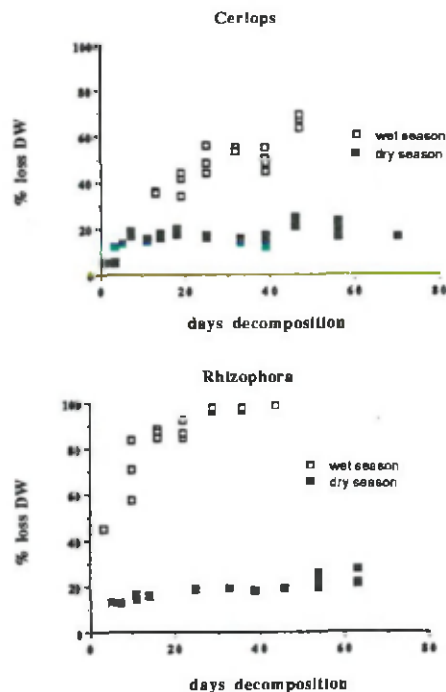 Ceriops
100
80
60
40
20
0
% loss DW
wet season
dry season
0 20 40 60 80
days decomposition
Rhizophora
100
80
60
40
20
0
% loss DW
wet season
dry season
0 20 40 60 80
days decomposition